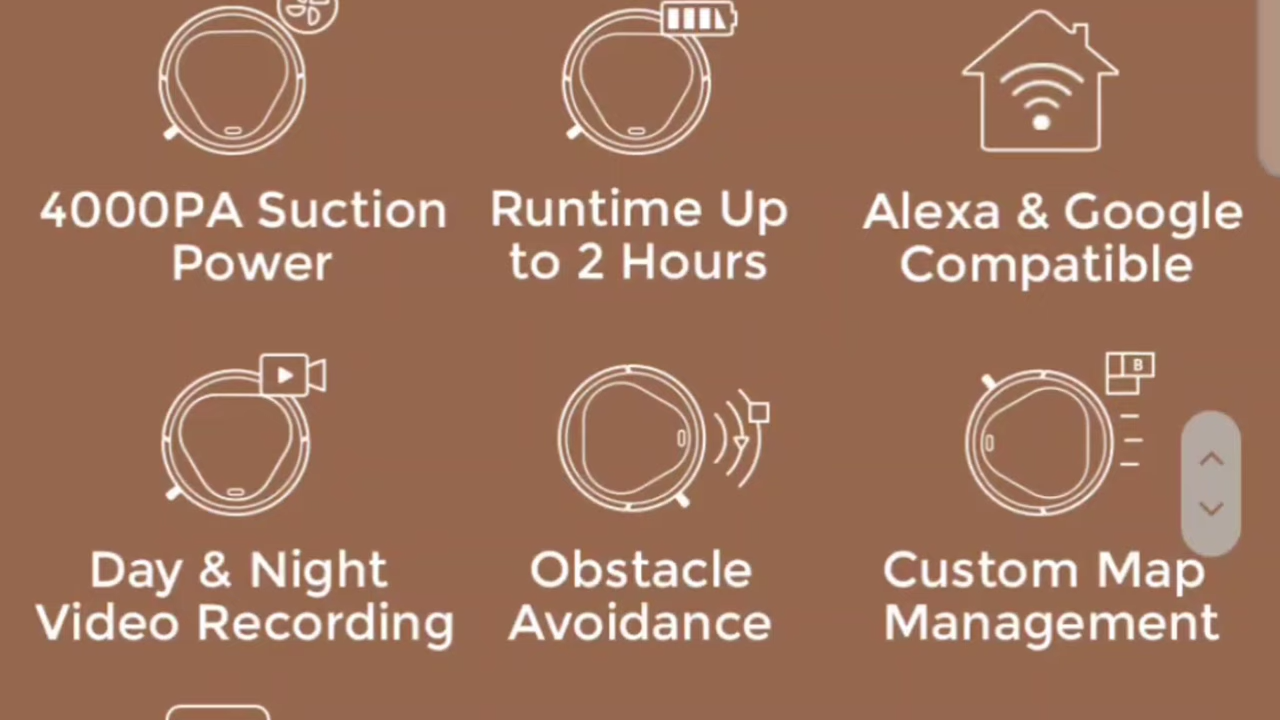 4000PA Suction
Power
Runtime Up
to 2 Hours
Alexa & Google
Compatible
B
Day & Night
Video Recording
Obstacle
Avoidance
Custom Map
Management